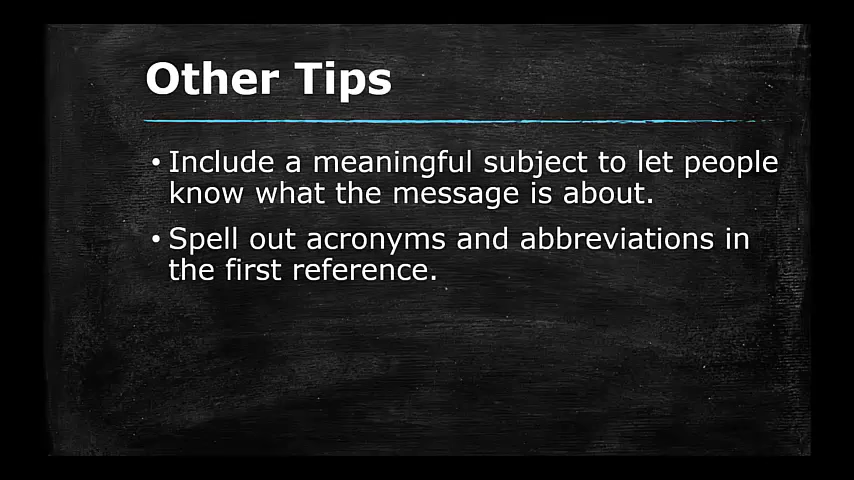 Other Tips
• Include a meaningful subject to let people
know what the message is about.
• Spell out acronyms and abbreviations in
the first reference.